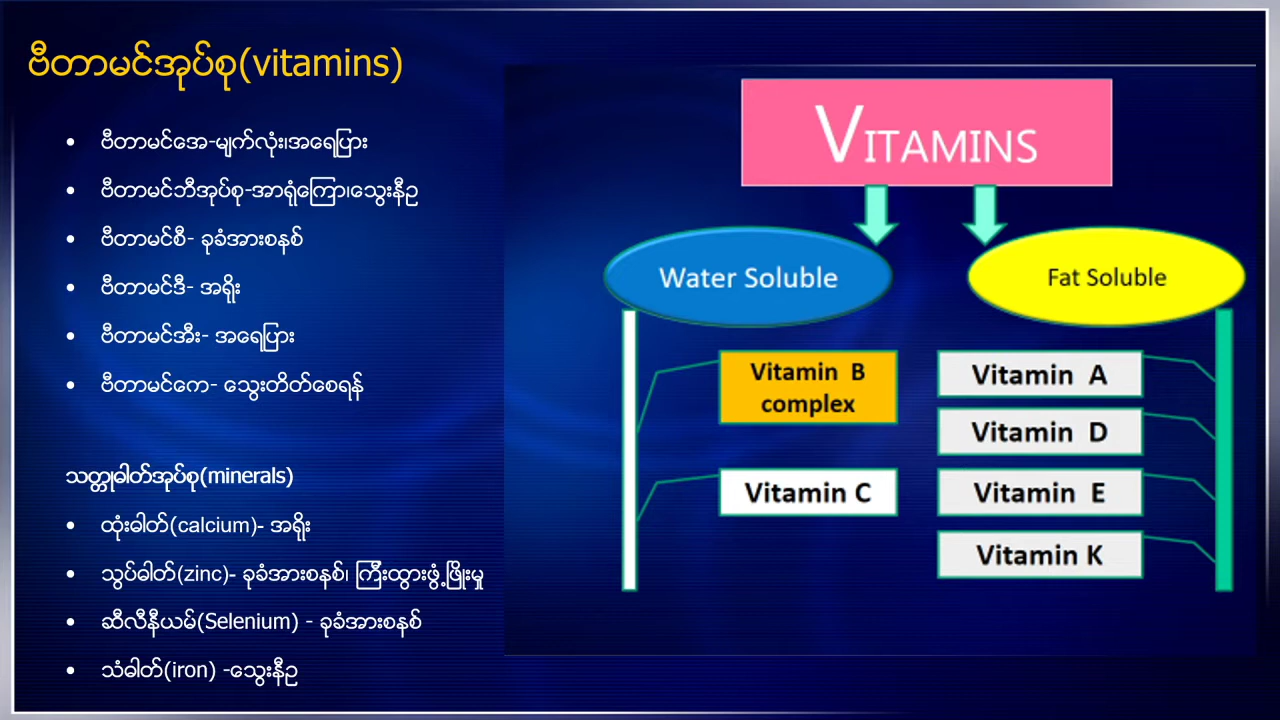 ဗီတာမင်အုပ်စု(vitamins)
• ဗီတာမင်အေ-မျက်လုံး၊အရေပြား
• ဗီတာမင်ဘီအုပ်စု-အာရုံကြော၊သွေးနီဥ
• ဗီတာမင်စီ- ခုခံအားစနစ်
• ဗီတာမင်ဒီ- အရိုး
• ဗီတာမင်အီး- အရေပြား
• ဗီတာမင်ကေ- သွေးတိတ်စေရန်
သတ္တုဓါတ်အုပ်စု(minerals)
• ထုံးဓါတ်(calcium)- အရိုး
• သွပ်ဓါတ်(zinc)- ခုခံအားစနစ်၊ ကြီးထွားဖွံ့ဖြိုးမှု
• ဆီလီနီယမ်(Selenium) - ခုခံအားစနစ်
• သံဓါတ်(iron) -သွေးနီဥ
VITAMINS
Water Soluble
Vitamin B
complex
Vitamin C
Fat Soluble
Vitamin A
Vitamin D
Vitamin E
Vitamin K